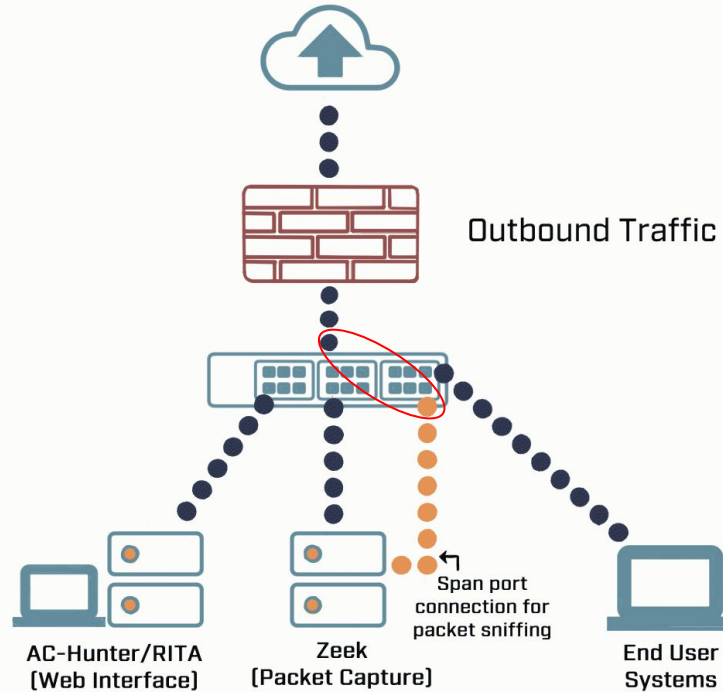 Outbound Traffic
Span port
connection for
packet sniffing
AC-Hunter/RITA
(Web Interface)
Zeek
(Packet Capture)
End User
Systems